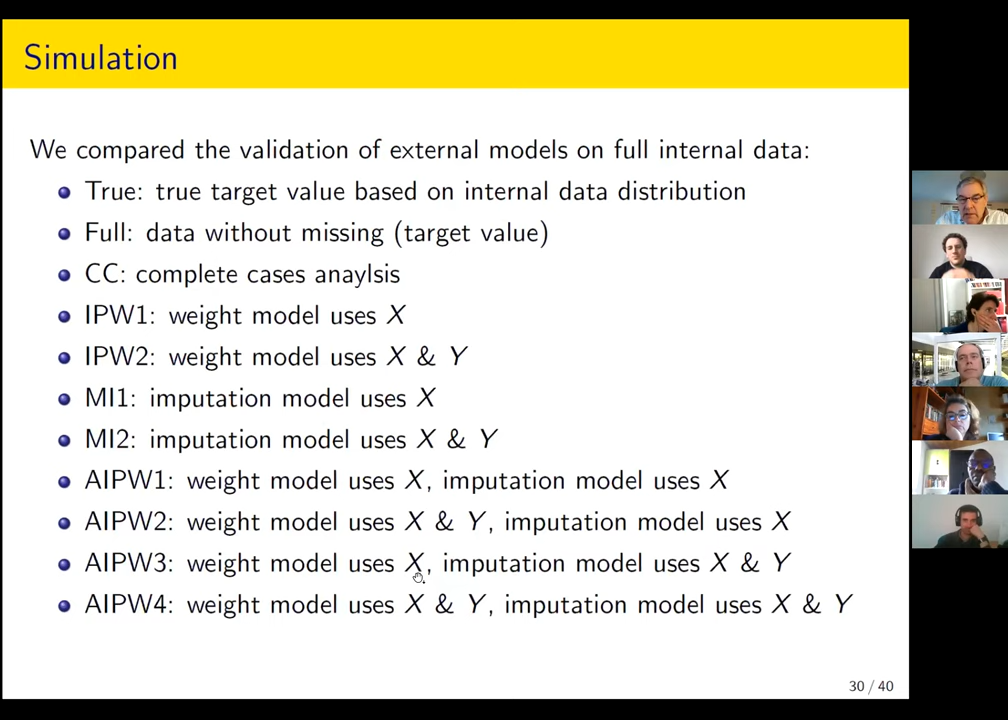 Simulation
We compared the validation of external models on full internal data:
True: true target value based on internal data distribution
Full: data without missing (target value)
CC: complete cases anaylsis
IPW1: weight model uses X
IPW2: weight model uses X & Y
MI1: imputation model uses X
MI2: imputation model uses X & Y
AIPW1: weight model uses X, imputation model uses X
AIPW2: weight model uses X & Y, imputation model uses X
AIPW3: weight model uses X, imputation model uses X & Y
AIPW4: weight model uses X & Y, imputation model uses X & Y
30 / 40